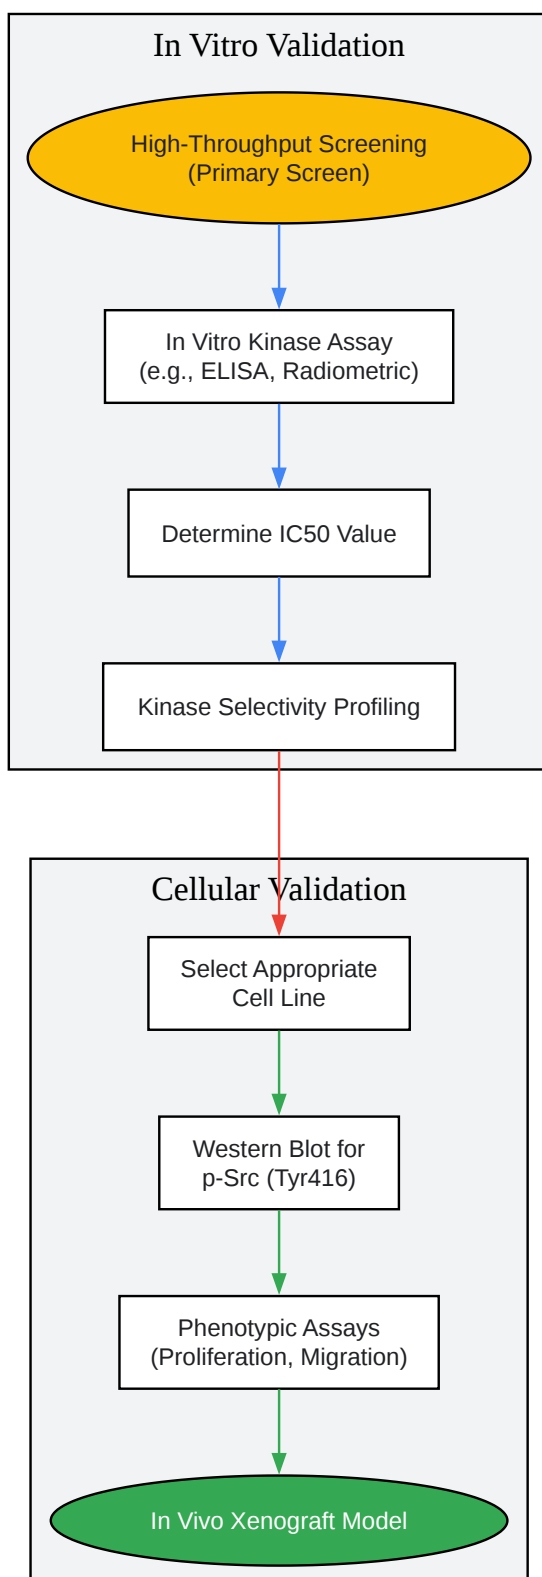 In Vitro Validation
High-Throughput Screening
(Primary Screen)
In Vitro Kinase Assay
(e.g., ELISA, Radiometric)
Determine IC50 Value
Kinase Selectivity Profiling
Cellular Validation
Select Appropriate
Cell Line
Western Blot for
p-Src (Tyr416)
Phenotypic Assays
(Proliferation, Migration)
In Vivo Xenograft Model